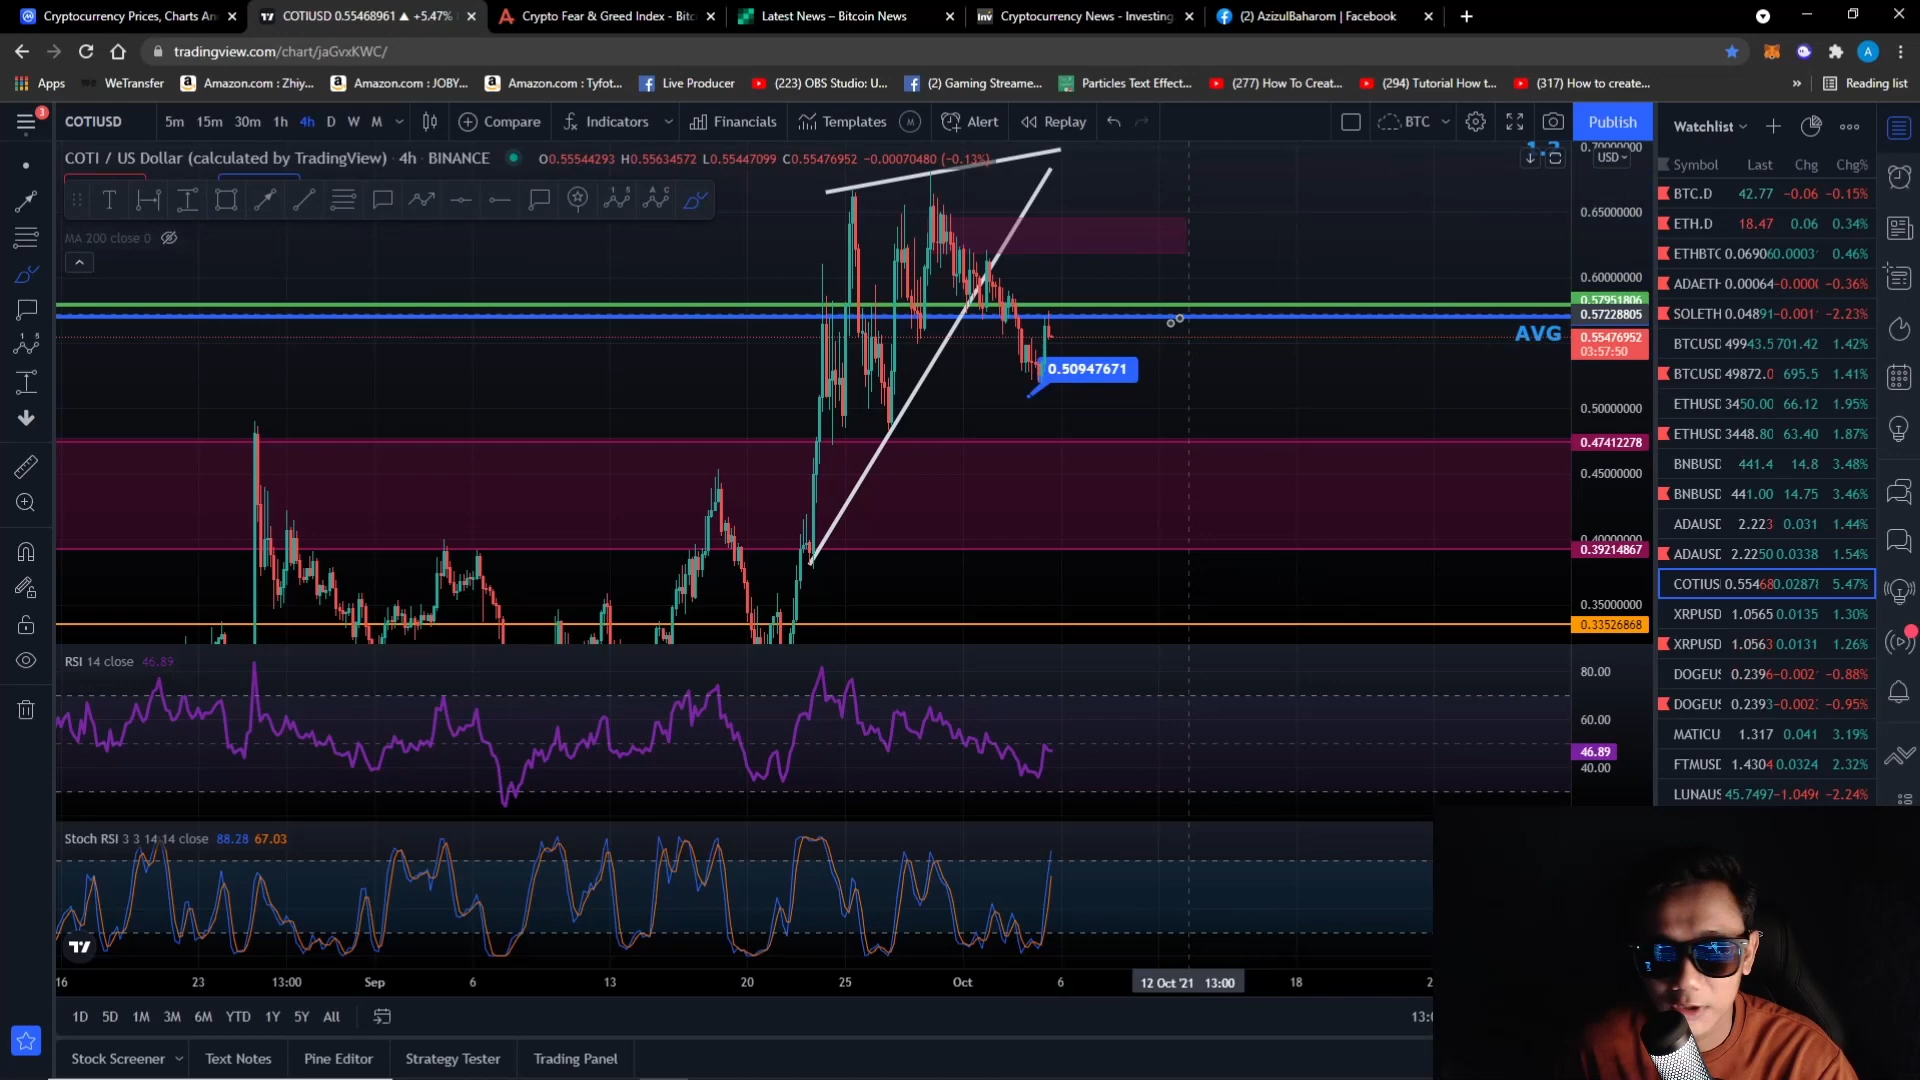 Cryptocurrency Prices, Charts An
COTIUSD 0.55468961 ▲ +5.47%
Crypto Fear & Greed Index - Bitc
Latest News – Bitcoin News
Cryptocurrency News - Investing
(2) AzizulBaharom | Facebook
tradingview.com/chart/jaGvxKWC/
Apps
WeTransfer
Amazon.com : Zhiy...
Amazon.com : JOBY...
Amazon.com : Tyfot...
Live Producer
(223) OBS Studio: U...
(2) Gaming Streame...
Particles Text Effect...
(277) How To Creat...
(294) Tutorial How t...
(317) How to create...
Reading list
3
COTIUSD
5m 15m 30m 1h 4h D W M
Compare
Indicators
Financials
Templates
M
Alert
Replay
BTC
Publish
Watchlist
COTI / US Dollar (calculated by TradingView) · 4h · BINANCE
O0.55544293 H0.55634572 L0.55447099 C0.55476952 −0.00070480 (−0.13%)
MA 200 close 0
USD
0.70000000
0.65000000
0.60000000
0.57951806
0.57228805
AVG
0.55476952
03:57:50
0.50947671
0.50000000
0.47412278
0.45000000
0.40000000
0.39214867
0.35000000
0.33526868
RSI 14 close 46.89
80.00
60.00
46.89
40.00
Stoch RSI 3 3 14 14 close 88.28 67.03
16 23 13:00 Sep 6 13 20 25 Oct 6 12 Oct '21 13:00 18 2
1D 5D 1M 3M 6M YTD 1Y 5Y All
13:0
Stock Screener
Text Notes
Pine Editor
Strategy Tester
Trading Panel
Symbol Last Chg Chg%
BTC.D 42.77 −0.06 −0.15%
ETH.D 18.47 0.06 0.34%
ETHBTC 0.06906 0.0003 0.46%
ADAETH 0.00064 −0.000 −0.36%
SOLETH 0.04891 −0.001 −2.23%
BTCUSD 49943.5 701.42 1.42%
BTCUSD 49872.0 695.5 1.41%
ETHUSD 3450.00 66.12 1.95%
ETHUSD 3448.80 63.40 1.87%
BNBUSD 441.4 14.8 3.48%
BNBUSD 441.00 14.75 3.46%
ADAUSD 2.223 0.031 1.44%
ADAUSD 2.2250 0.0338 1.54%
COTIUS 0.55468 0.02878 5.47%
XRPUSD 1.0565 0.0135 1.30%
XRPUSD 1.0563 0.0131 1.26%
DOGEUS 0.2396 −0.002 −0.88%
DOGEUS 0.2393 −0.002 −0.95%
MATICU 1.317 0.041 3.19%
FTMUSD 1.4304 0.0324 2.32%
LUNAUS 45.7497 −1.049 −2.24%